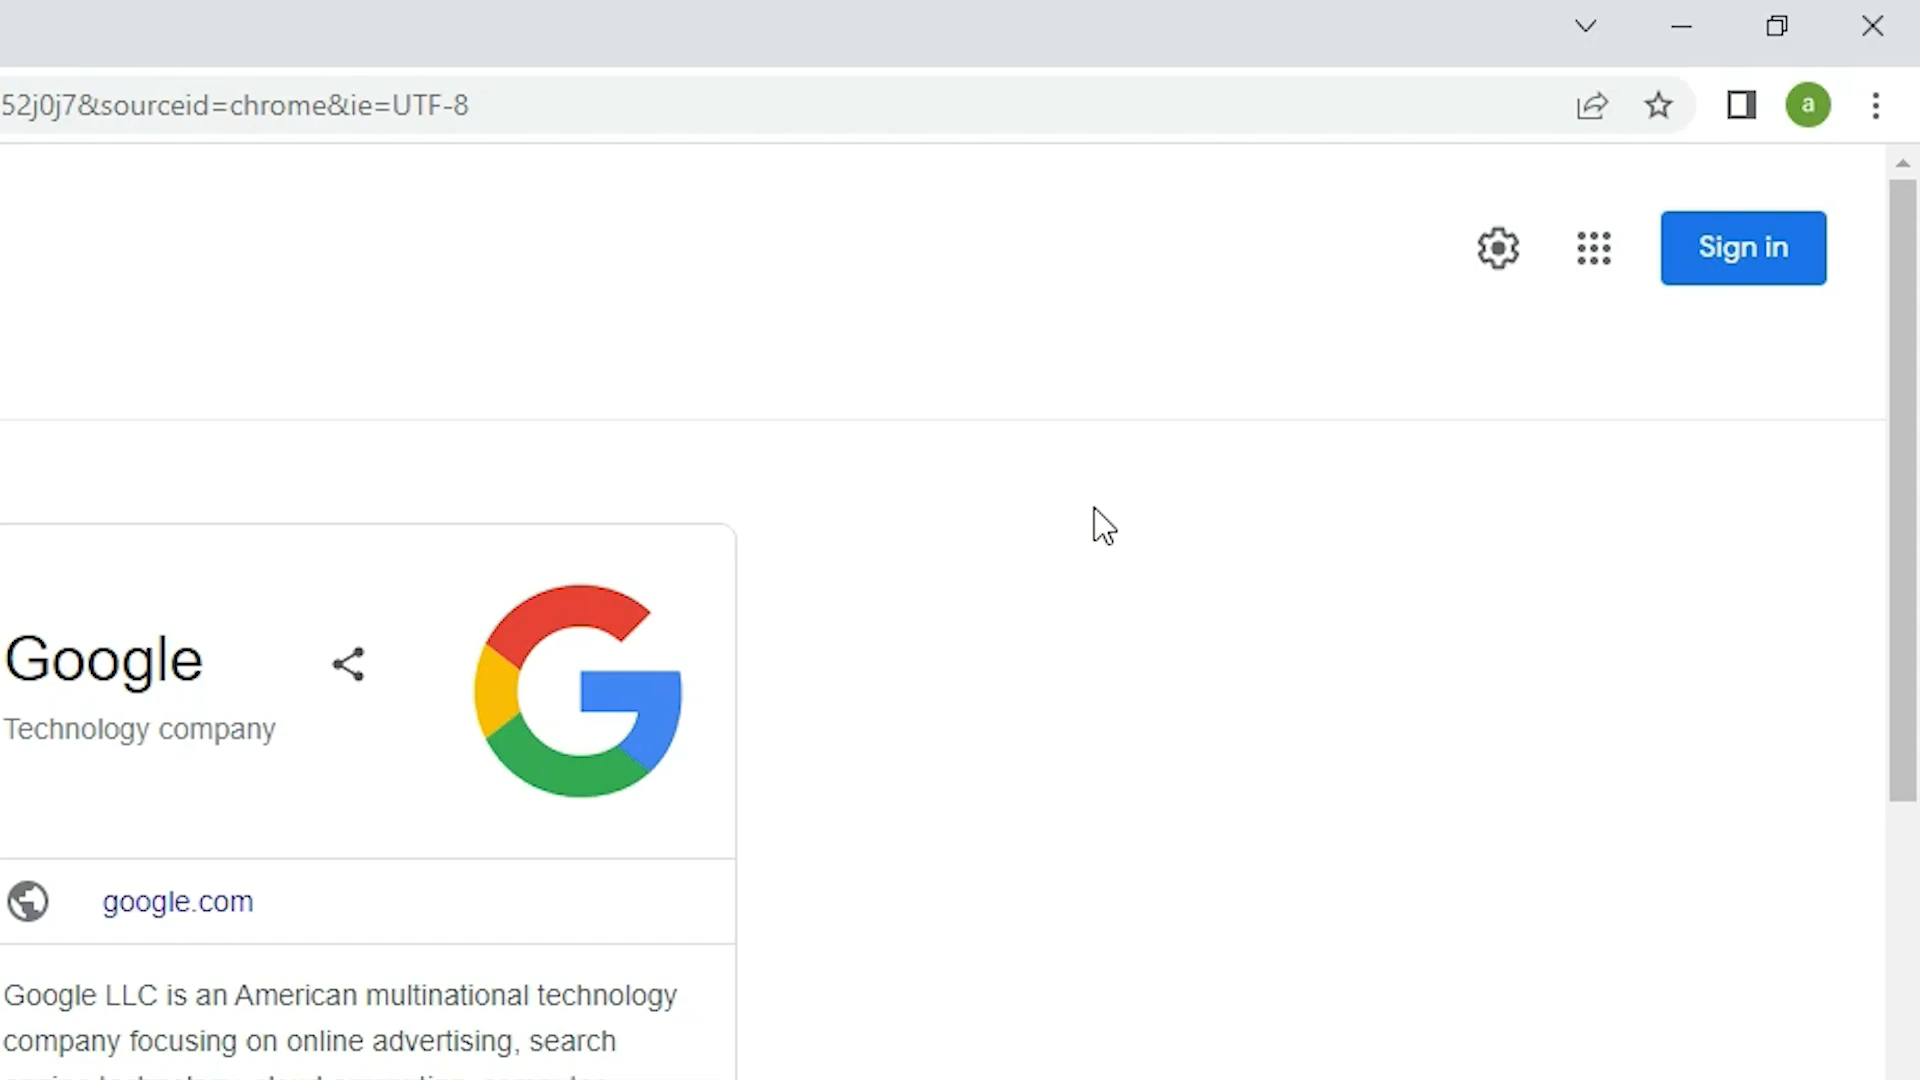 52j0j7&sourceid=chrome&ie=UTF-8
a
Sign in
Google
Technology company
google.com
Google LLC is an American multinational technology
company focusing on online advertising, search